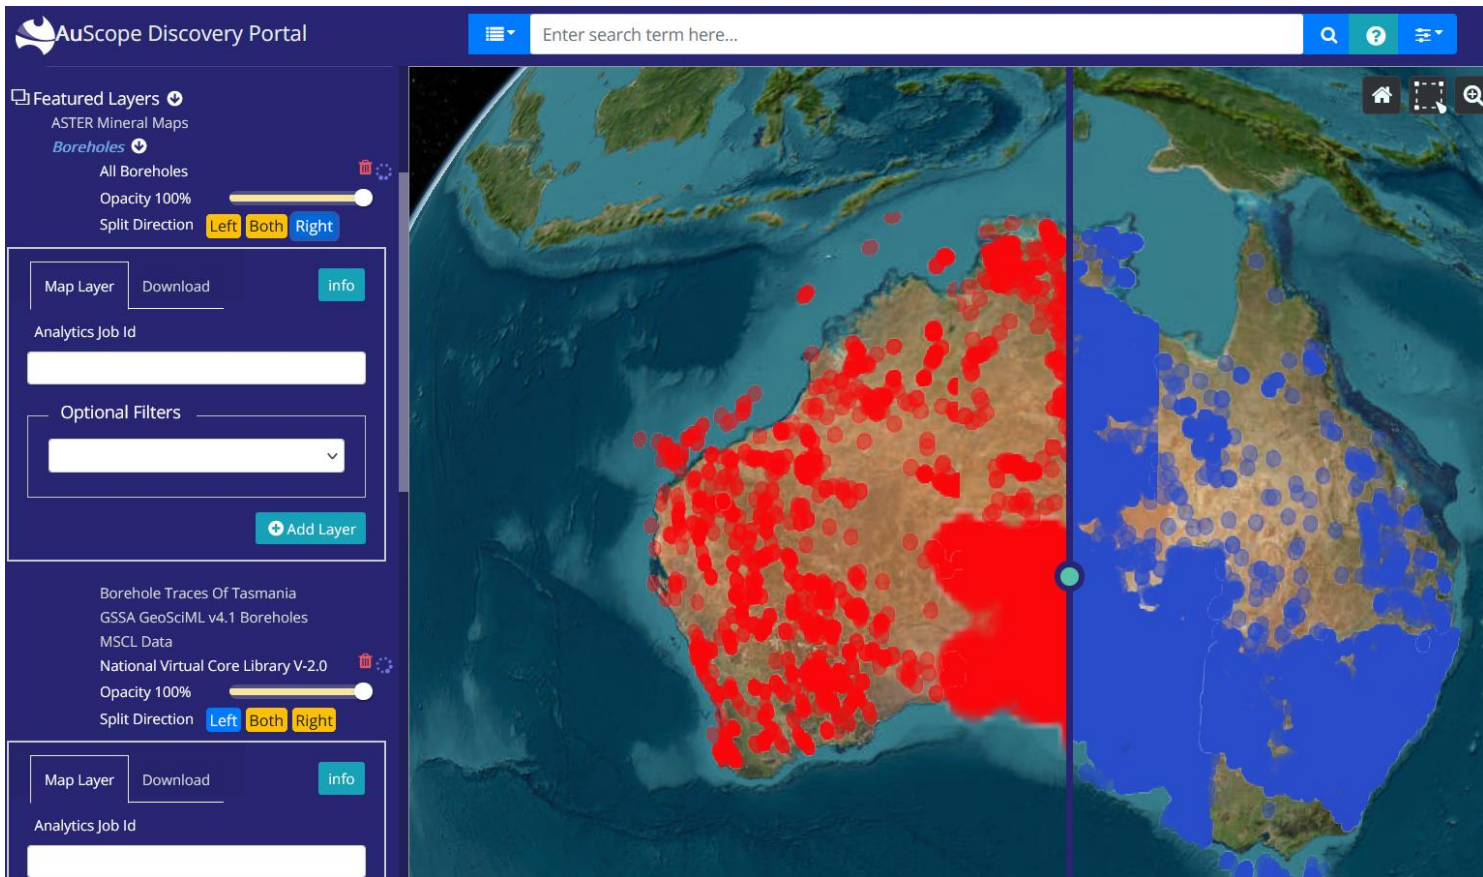 AuScope Discovery Portal
Enter search term here...
Featured Layers
ASTER Mineral Maps
Boreholes
All Boreholes
Opacity 100%
Split Direction Left Both Right
Map Layer Download info
Analytics Job Id
Optional Filters
Add Layer
Borehole Traces Of Tasmania
GSSA GeoSciML v4.1 Boreholes
MSCL Data
National Virtual Core Library V-2.0
Opacity 100%
Split Direction Left Both Right
Map Layer Download info
Analytics Job Id